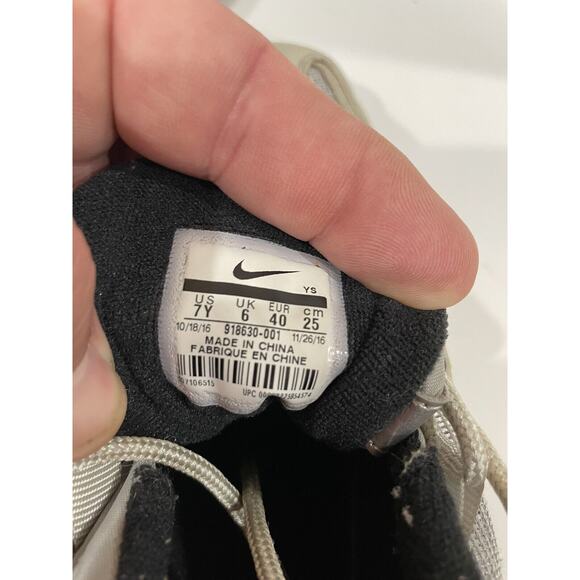 YS
US UK EUR cm
7Y 6 40 25
10/18/16 918630-001 11/26/16
MADE IN CHINA
FABRIQUE EN CHINE
UPC